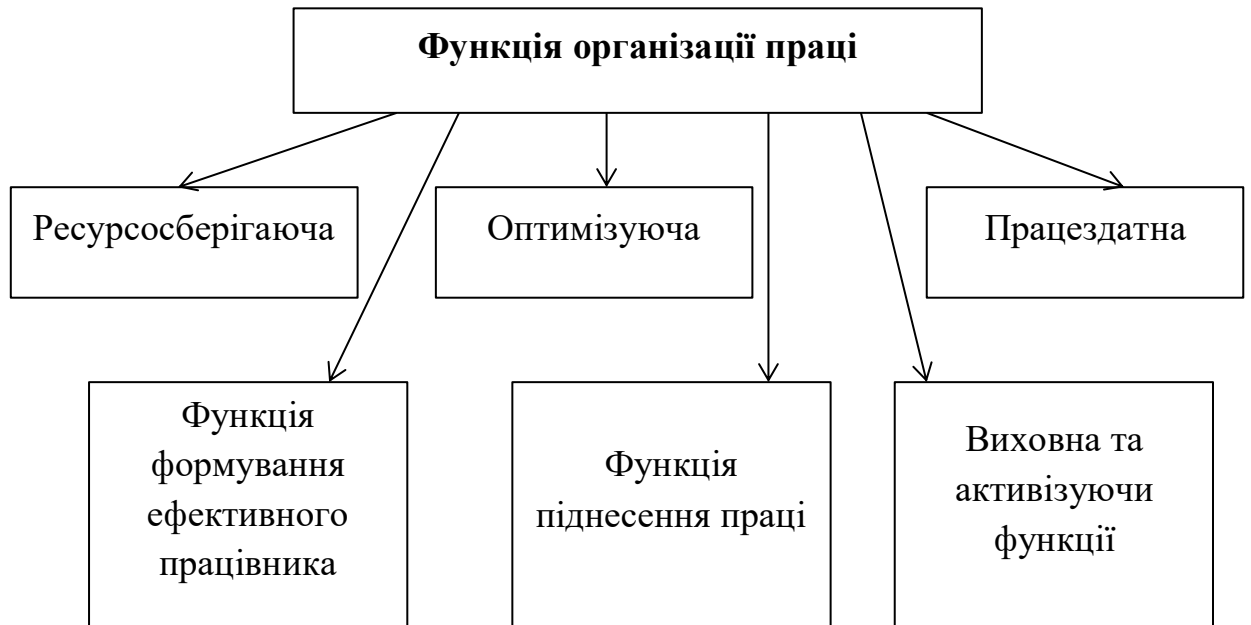 Функція організації праці
Ресурсосберігаюча
Оптимізуюча
Працездатна
Функція
формування
ефективного
працівника
Функція
піднесення праці
Виховна та
активізуючи
функції